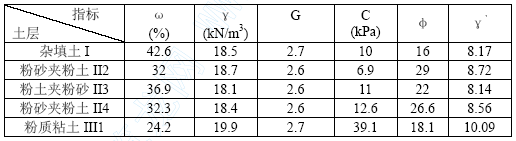 指标 ω γ G C φ γ`
土层 (%) (kN/m³) (kPa)
杂填土 I 42.6 18.5 2.7 10 16 8.17
粉砂夹粉土 II2 32 18.7 2.6 6.9 29 8.72
粉土夹粉砂 II3 36.9 18.1 2.6 11 22 8.14
粉砂夹粉土 II4 32.3 18.4 2.6 12.6 26.6 8.56
粉质粘土 III1 24.2 19.9 2.7 39.1 18.1 10.09